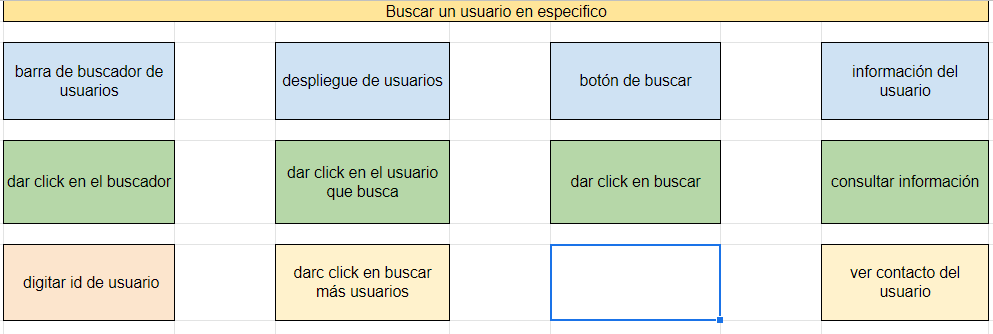 Buscar un usuario en especifico
barra de buscador de
usuarios
despliegue de usuarios
botón de buscar
información del
usuario
dar click en el buscador
dar click en el usuario
que busca
dar click en buscar
consultar información
digitar id de usuario
darc click en buscar
más usuarios
ver contacto del
usuario